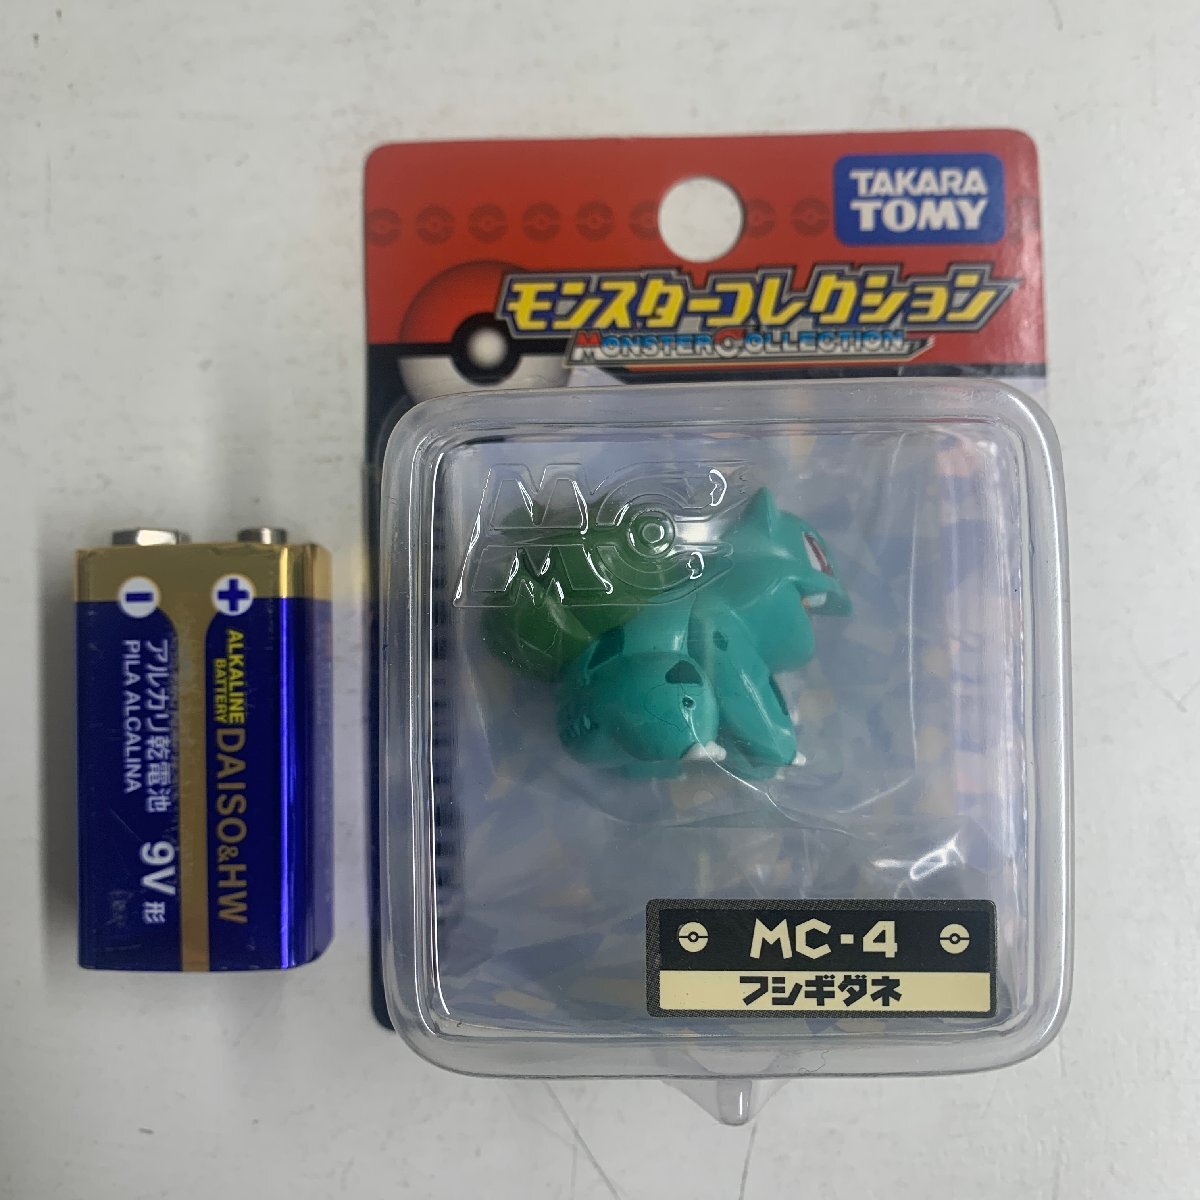 TAKARA
TOMY
モンスターコレクション
MONSTER COLLECTION
MC
MC
MC-4
フシギダネ
ALKALINE
BATTERY
DAISO&HW
アルカリ乾電池 9V形
PILA ALCALINA